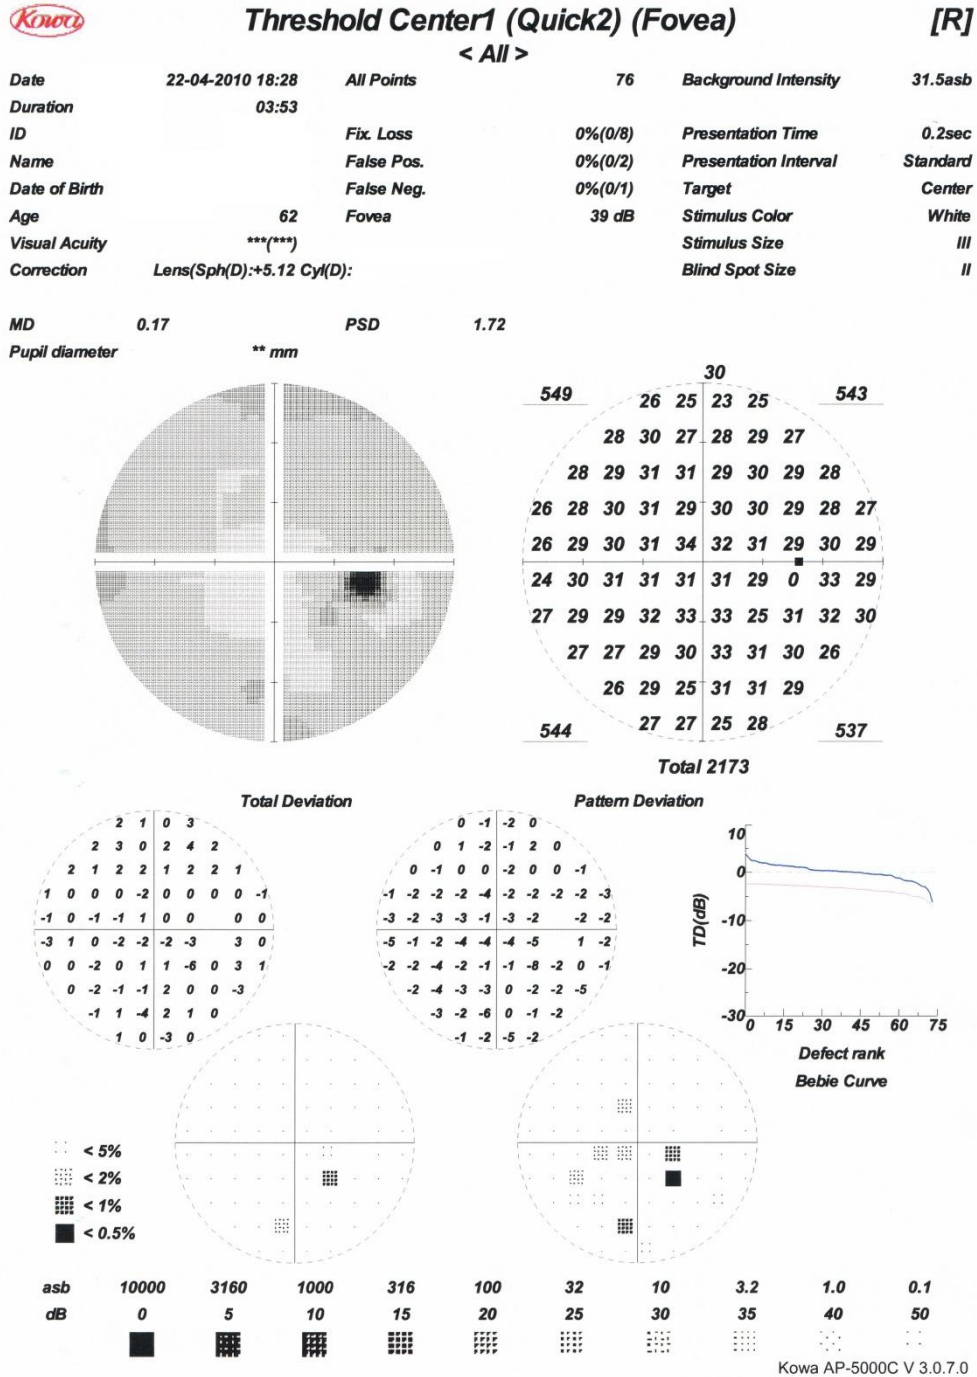 Kowa
Threshold Center1 (Quick2) (Fovea) [R]
< All >
Date 22-04-2010 18:28 All Points 76 Background Intensity 31.5asb
Duration 03:53
ID Fix. Loss 0%(0/8) Presentation Time 0.2sec
Name False Pos. 0%(0/2) Presentation Interval Standard
Date of Birth False Neg. 0%(0/1) Target Center
Age 62 Fovea 39 dB Stimulus Color White
Visual Acuity ***(***) Stimulus Size III
Correction Lens(Sph(D):+5.12 Cyl(D): Blind Spot Size II
MD 0.17 PSD 1.72
Pupil diameter ** mm
30
549 26 25 23 25 543
28 30 27 28 29 27
28 29 31 31 29 30 29 28
26 28 30 31 29 30 30 29 28 27
26 29 30 31 34 32 31 29 30 29
24 30 31 31 31 31 29 0 33 29
27 29 29 32 33 33 25 31 32 30
27 27 29 30 33 31 30 26
26 29 25 31 31 29
544 27 27 25 28 537
Total 2173
Total Deviation
2 1 0 3
2 3 0 2 4 2
2 1 2 2 1 2 2 1
1 0 0 0 -2 0 0 0 0 -1
-1 0 -1 -1 1 0 0 0 0
-3 1 0 -2 -2 -2 -3 3 0
0 0 -2 0 1 1 -6 0 3 1
0 -2 -1 -1 2 0 0 -3
-1 1 -4 2 1 0
1 0 -3 0
Pattern Deviation
0 -1 -2 0
0 1 -2 -1 2 0
0 -1 0 0 -2 0 0 -1
-1 -2 -2 -2 -4 -2 -2 -2 -2 -3
-3 -2 -3 -3 -1 -3 -2 -2 -2
-5 -1 -2 -4 -4 -4 -5 1 -2
-2 -2 -4 -2 -1 -1 -8 -2 0 -1
-2 -4 -3 -3 0 -2 -2 -5
-3 -2 -6 0 -1 -2
-1 -2 -5 -2
10
0
-10
-20
-30
TD(dB)
0 15 30 45 60 75
Defect rank
Bebie Curve
< 5%
< 2%
< 1%
< 0.5%
asb 10000 3160 1000 316 100 32 10 3.2 1.0 0.1
dB 0 5 10 15 20 25 30 35 40 50
Kowa AP-5000C V 3.0.7.0